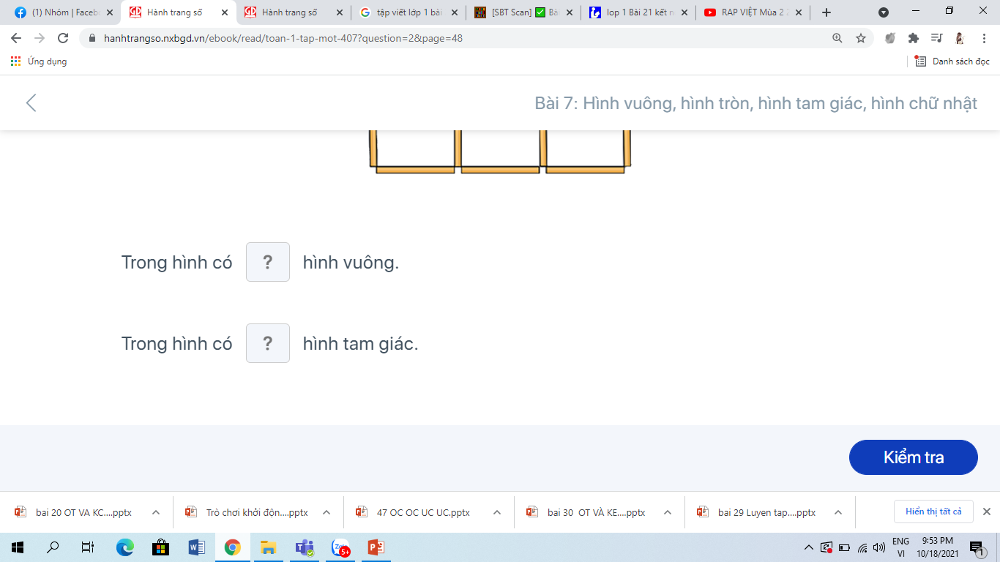 (1) Nhóm | Faceb
Hành trang số
Hành trang số
tập viết lớp 1 bài
[SBT Scan] ✅ Bà
lop 1 Bài 21 kết n
RAP VIỆT Mùa 2
hanhtrangso.nxbgd.vn/ebook/read/toan-1-tap-mot-407?question=2&page=48
Ứng dụng
Danh sách đọc
Bài 7: Hình vuông, hình tròn, hình tam giác, hình chữ nhật
Trong hình có ? hình vuông.
Trong hình có ? hình tam giác.
Kiểm tra
bai 20 OT VA KC....pptx
Trò chơi khởi độn....pptx
47 OC OC UC UC.pptx
bai 30 OT VÀ KE....pptx
bai 29 Luyen tap....pptx
Hiển thị tất cả
5+
ENG
VI
9:53 PM
10/18/2021
1